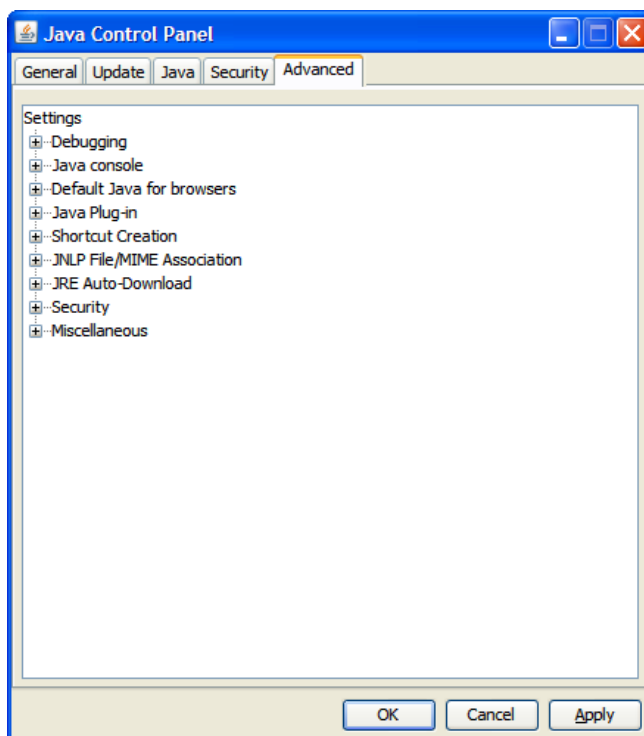 Java Control Panel
General Update Java Security Advanced
Settings
Debugging
Java console
Default Java for browsers
Java Plug-in
Shortcut Creation
JNLP File/MIME Association
JRE Auto-Download
Security
Miscellaneous
OK Cancel Apply